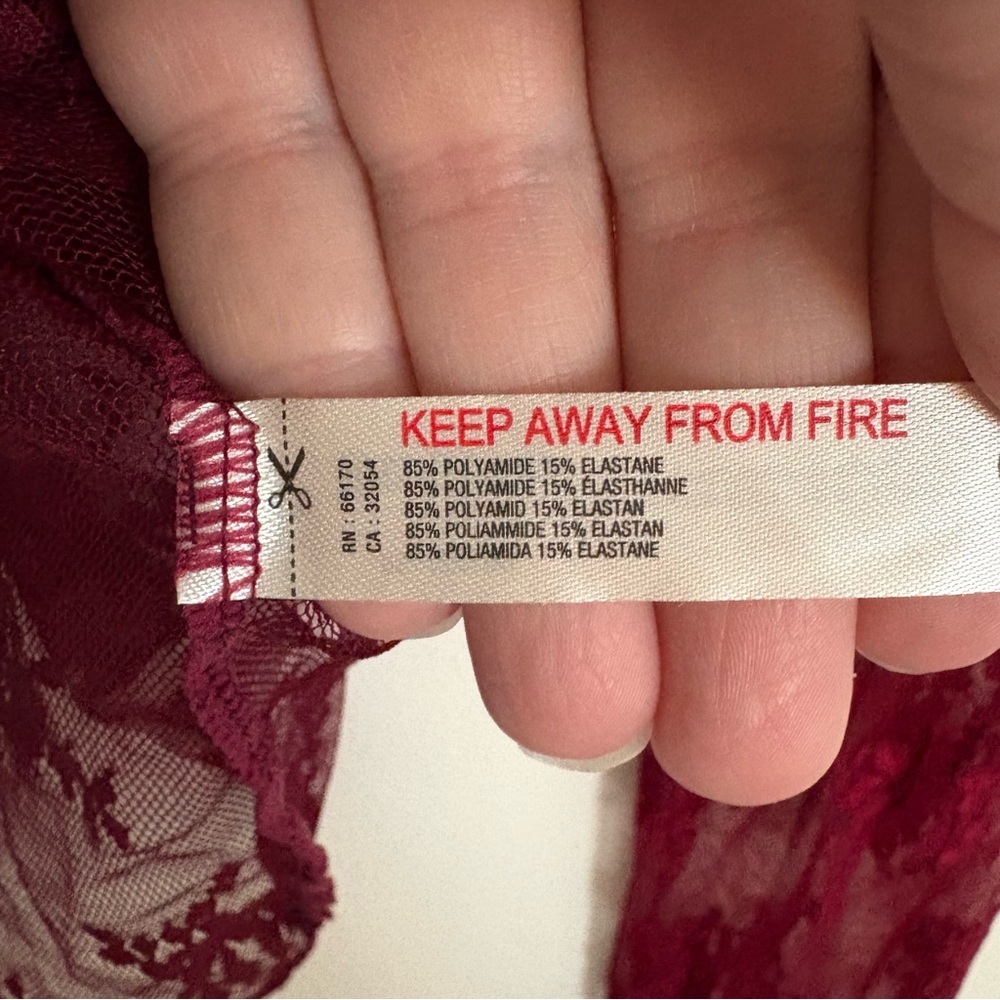 KEEP AWAY FROM FIRE
85% POLYAMIDE 15% ELASTANE
85% POLYAMIDE 15% ÉLASTHANNE
85% POLYAMID 15% ELASTAN
85% POLIAMMIDE 15% ELASTAN
85% POLIAMIDA 15% ELASTANE
RN : 66170
CA : 32054